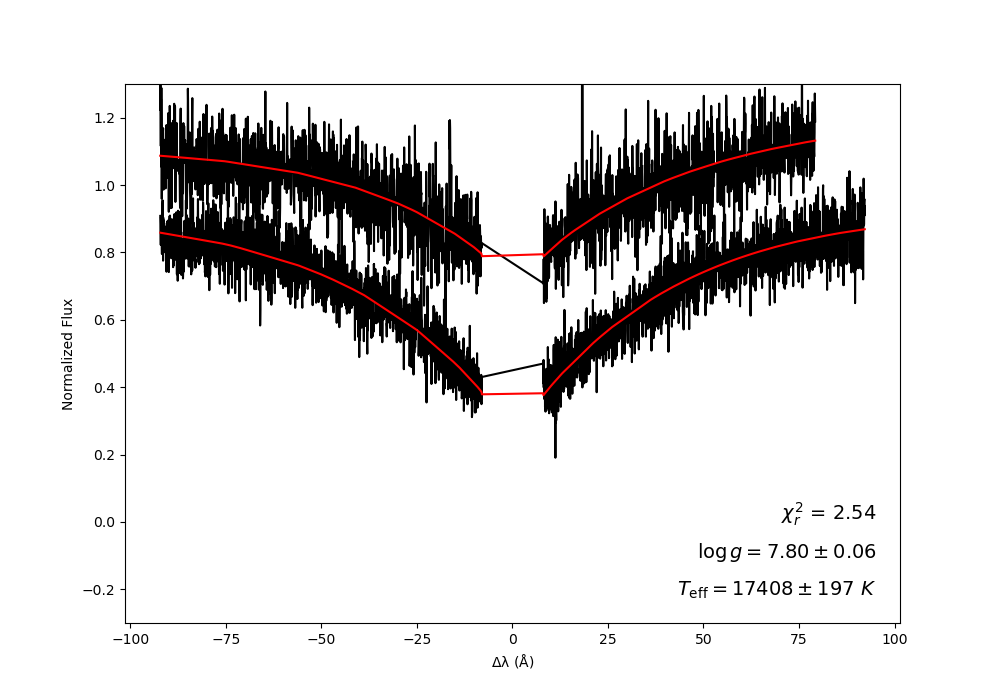 1.2
1.0
0.8
0.6
0.4
0.2
0.0
−0.2
Normalized Flux
χ²ᵣ = 2.54
log g = 7.80 ± 0.06
T_eff = 17408 ± 197 K
−100 −75 −50 −25 0 25 50 75 100
Δλ (Å)